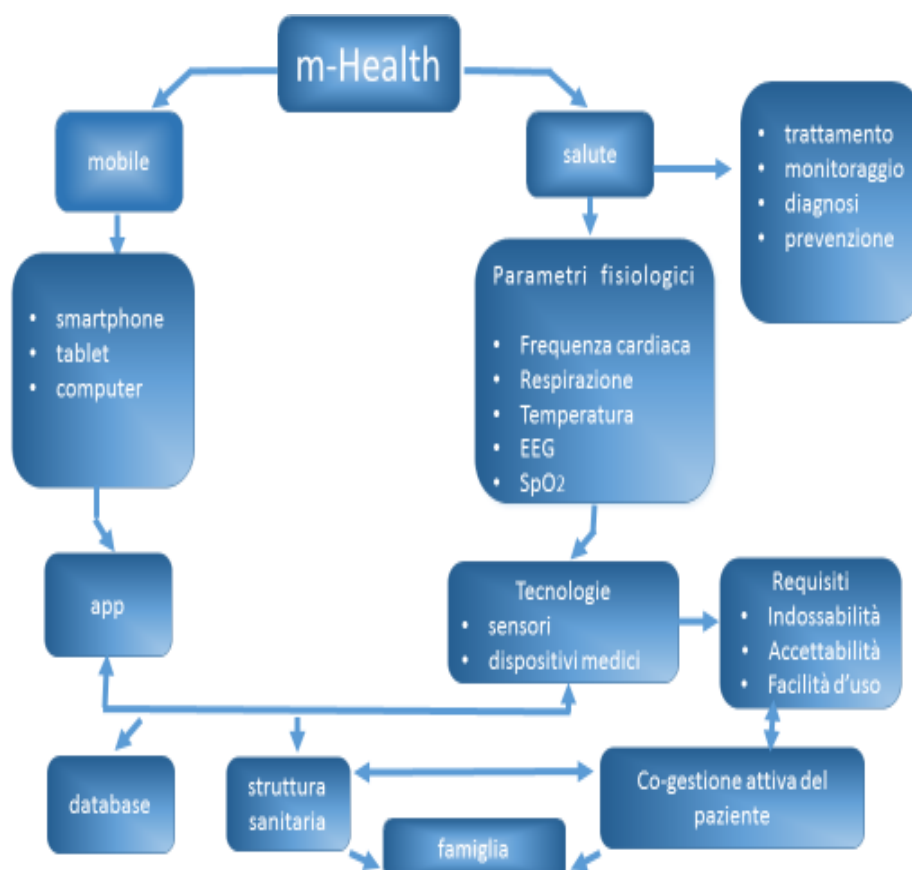 m-Health
mobile
salute
• trattamento
• monitoraggio
• diagnosi
• prevenzione
• smartphone
• tablet
• computer
Parametri fisiologici
• Frequenza cardiaca
• Respirazione
• Temperatura
• EEG
• SpO2
app
Tecnologie
• sensori
• dispositivi medici
Requisiti
• Indossabilità
• Accettabilità
• Facilità d'uso
database
struttura
sanitaria
Co-gestione attiva del
paziente
famiglia